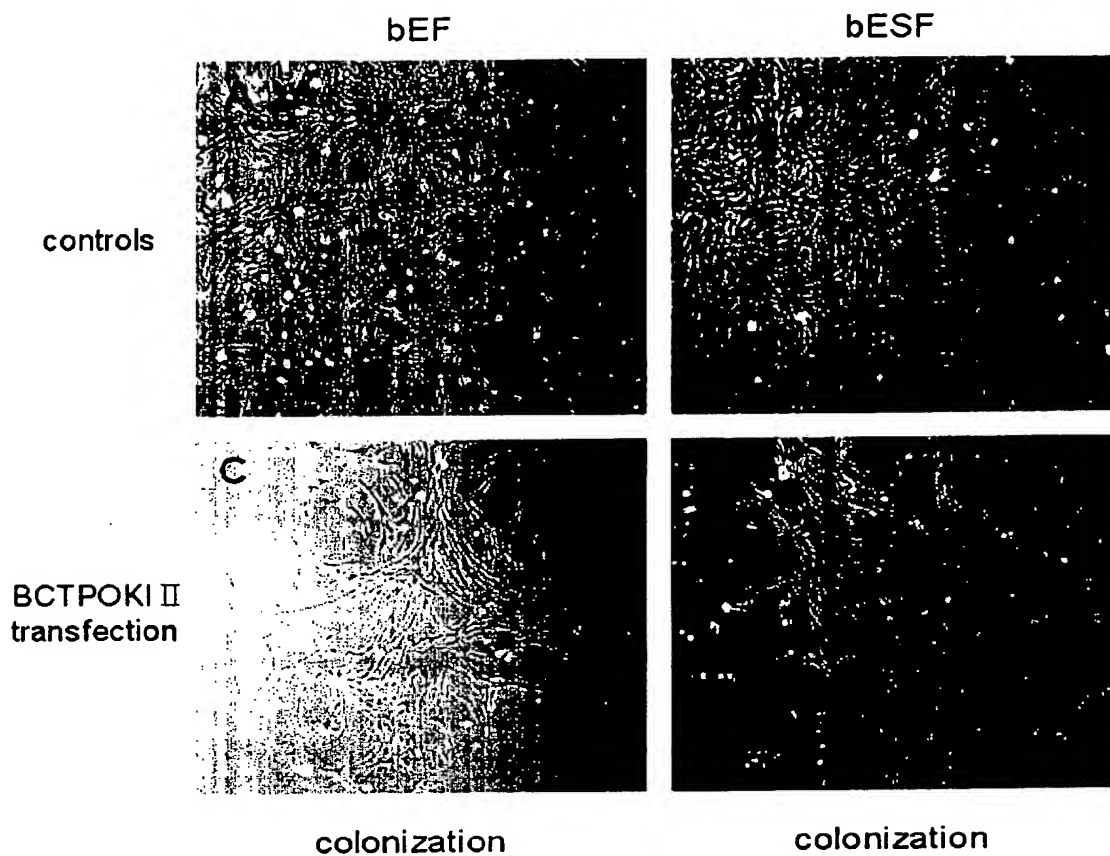 bEF
bESF
controls
C
BCTPOKI II
transfection
colonization
colonization